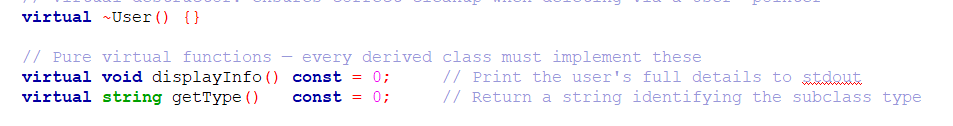 virtual ~User() {}
// Pure virtual functions — every derived class must implement these
virtual void displayInfo() const = 0;     // Print the user's full details to stdout
virtual string getType()   const = 0;     // Return a string identifying the subclass type